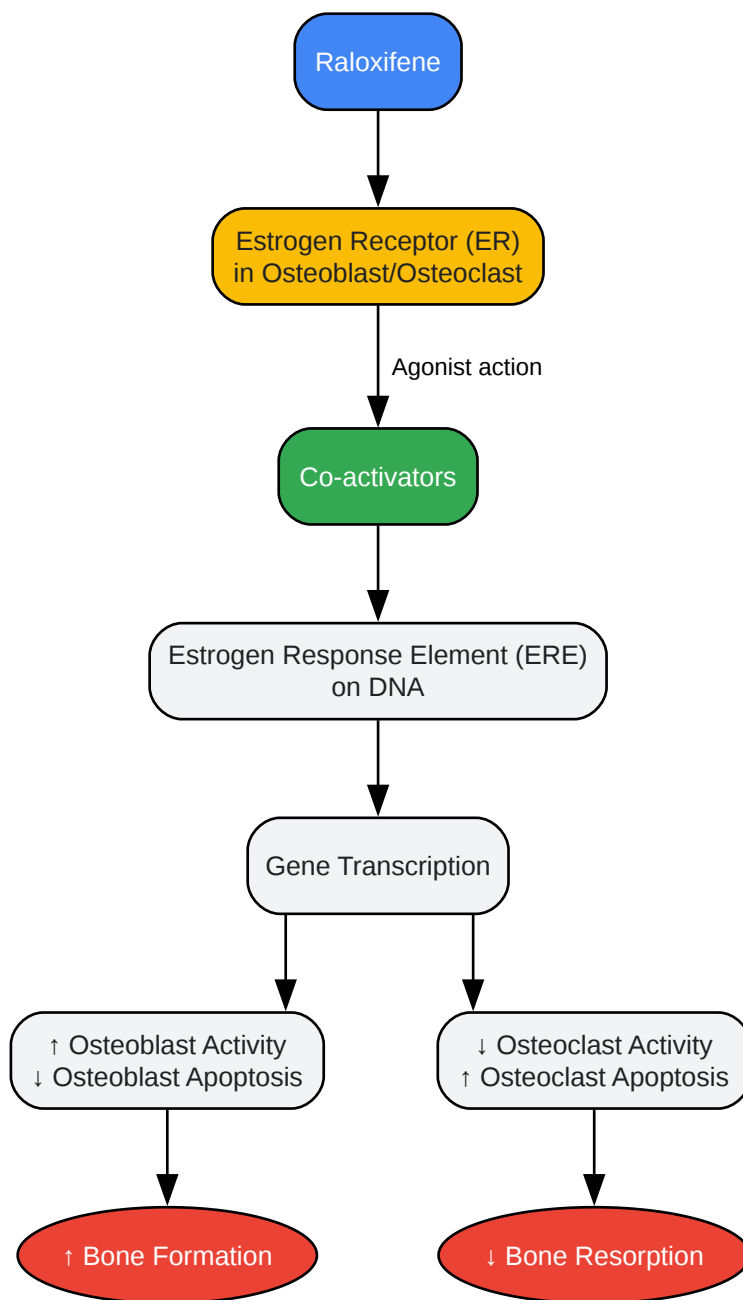 Raloxifene
Estrogen Receptor (ER)
in Osteoblast/Osteoclast
Agonist action
Co-activators
Estrogen Response Element (ERE)
on DNA
Gene Transcription
↑ Osteoblast Activity
↓ Osteoblast Apoptosis
↓ Osteoclast Activity
↑ Osteoclast Apoptosis
↑ Bone Formation
↓ Bone Resorption